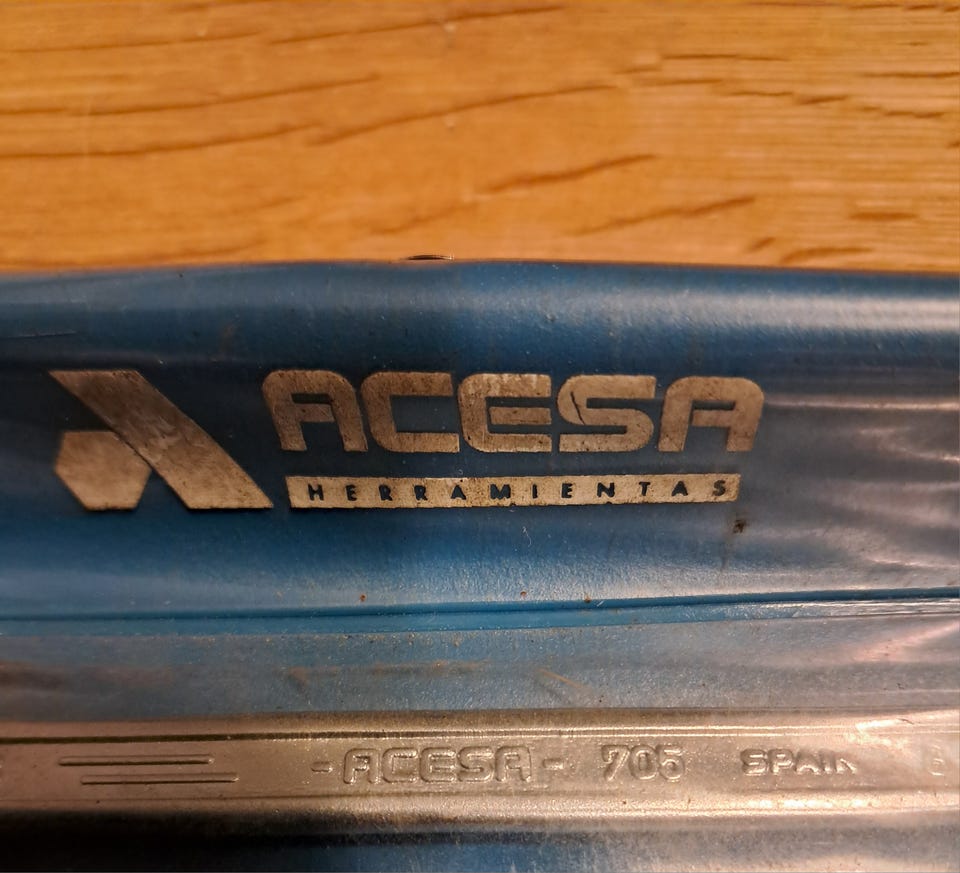 ACESA
HERRAMIENTAS
-ACESA- 705 SPAIN